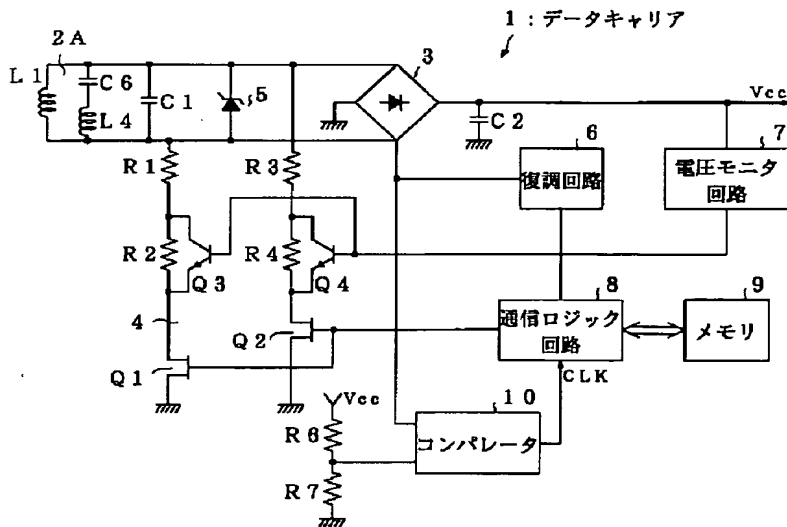 1：データキャリア
2A
3
L1
C6
C1
5
Vcc
L4
C2
6
7
R1
R3
復調回路
電圧モニタ
回路
R2
R4
Q3
Q4
8
9
4
通信ロジック
回路
メモリ
Q2
Q1
CLK
Vcc
10
R6
コンパレータ
R7